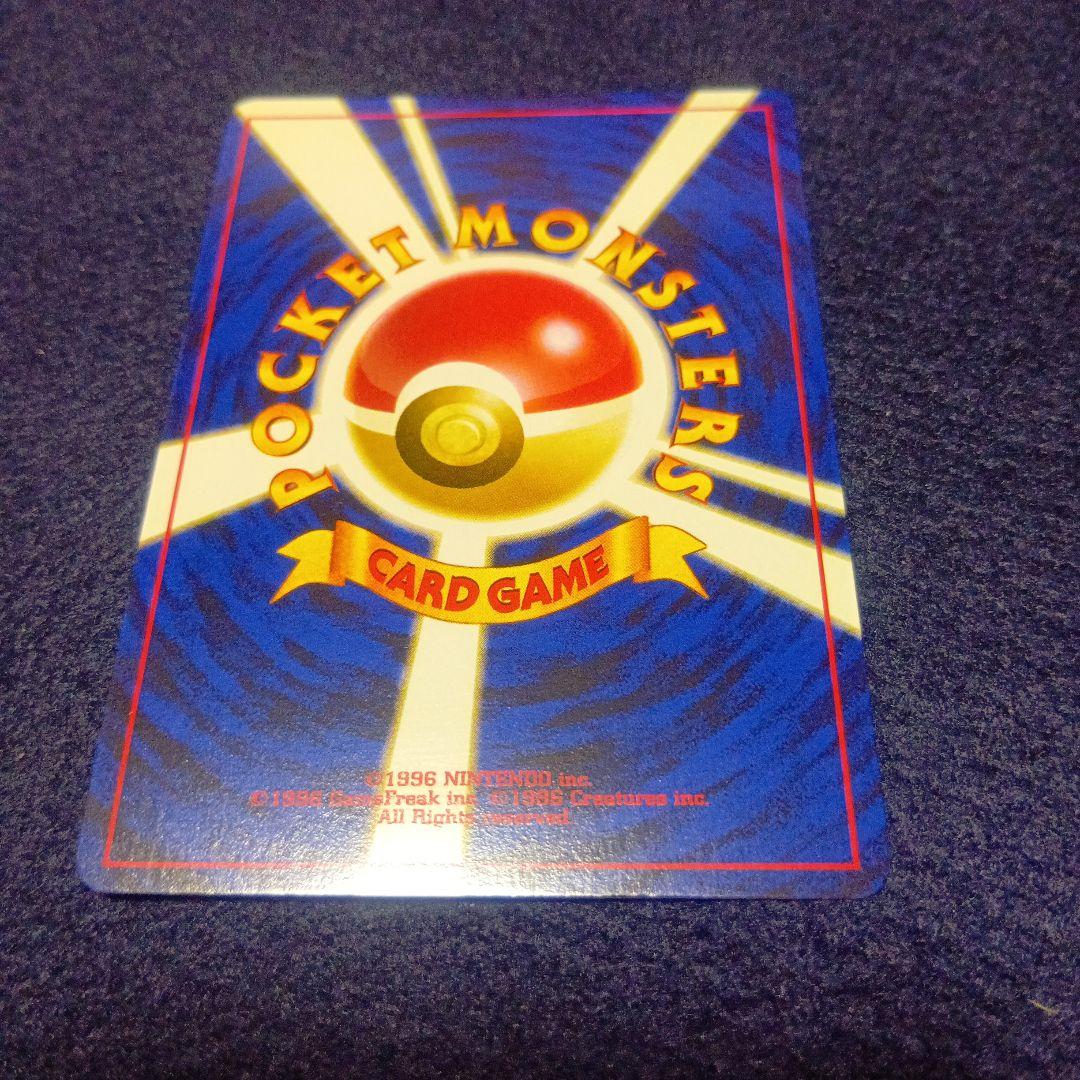 POCKET MONSTERS
CARD GAME
©1996 NINTENDO inc.
©1996 GameFreak inc. ©1996 Creatures inc.
All Rights reserved.